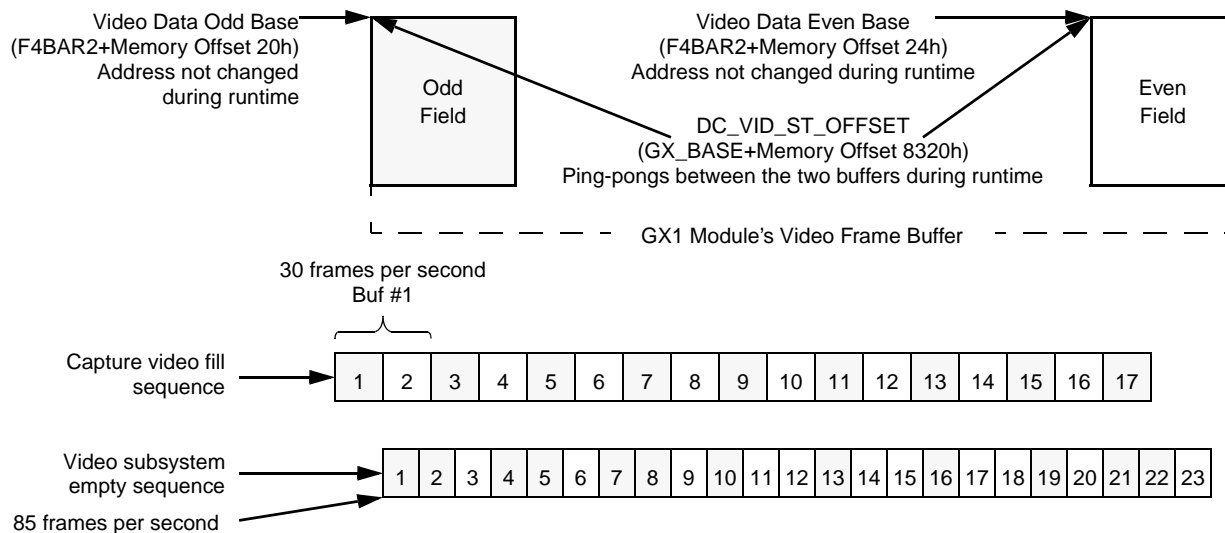 Video Data Odd Base
(F4BAR2+Memory Offset 20h)
Address not changed
during runtime
Odd
Field
Video Data Even Base
(F4BAR2+Memory Offset 24h)
Address not changed during runtime
Even
Field
DC_VID_ST_OFFSET
(GX_BASE+Memory Offset 8320h)
Ping-pongs between the two buffers during runtime
GX1 Module's Video Frame Buffer
30 frames per second
Buf #1
Capture video fill
sequence
1 2 3 4 5 6 7 8 9 10 11 12 13 14 15 16 17
Video subsystem
empty sequence
1 2 3 4 5 6 7 8 9 10 11 12 13 14 15 16 17 18 19 20 21 22 23
85 frames per second